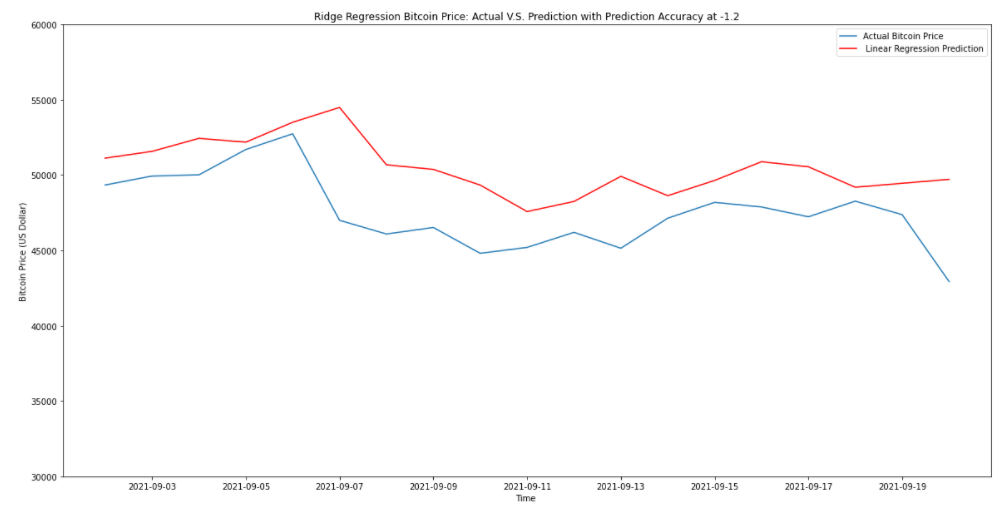 Ridge Regression Bitcoin Price: Actual V.S. Prediction with Prediction Accuracy at -1.2
Actual Bitcoin Price
Linear Regression Prediction
60000
55000
50000
45000
40000
35000
30000
Bitcoin Price (US Dollar)
2021-09-03 2021-09-05 2021-09-07 2021-09-09 2021-09-11 2021-09-13 2021-09-15 2021-09-17 2021-09-19
Time